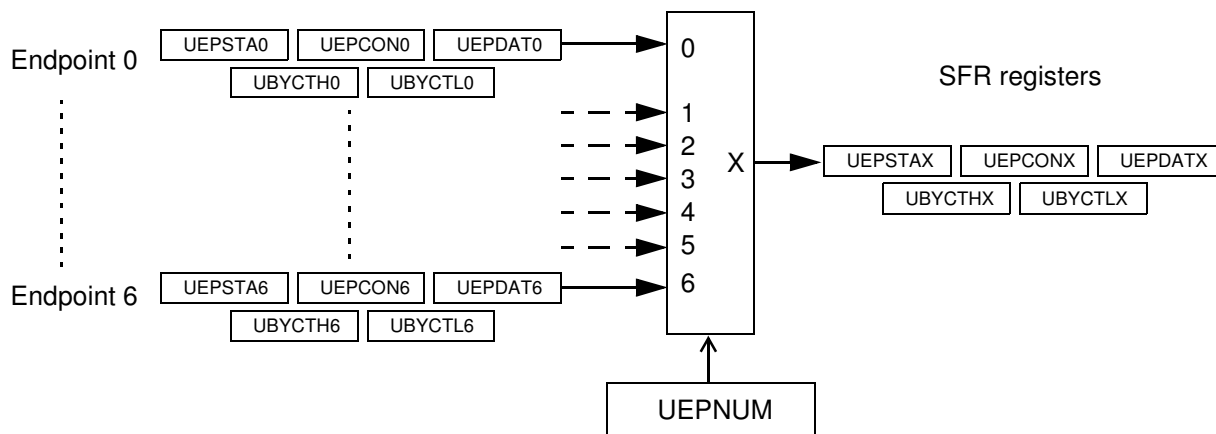 Endpoint 0
UEPSTA0 UEPCON0 UEPDAT0
UBYCTH0 UBYCTL0
0
1
2
3
4
5
6
X
SFR registers
UEPSTAX UEPCONX UEPDATX
UBYCTHX UBYCTLX
Endpoint 6
UEPSTA6 UEPCON6 UEPDAT6
UBYCTH6 UBYCTL6
UEPNUM